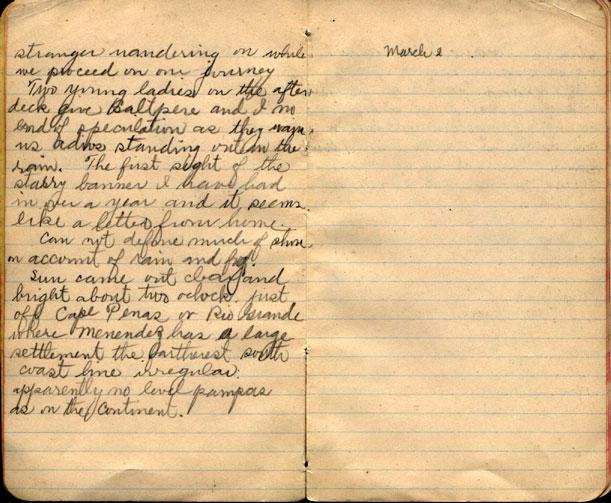 stranger wandering on while
we proceed on our journey
Two young ladies on the after
deck give Baltpere and I no
end of speculation as they wave
us adios standing out in the
rain. The first sight of the
starry banner I have had
in over a year and it seems
like a letter from home.
Can not define much of shore
on account of rain and fog.
Sun came out clear and
bright about two oclock. just
off Cape Penas or Rio Grande
where Menendez has a large
settlement the fartherest south
coast line irregular
apparently no level pampas
as on the Continent.
March 2